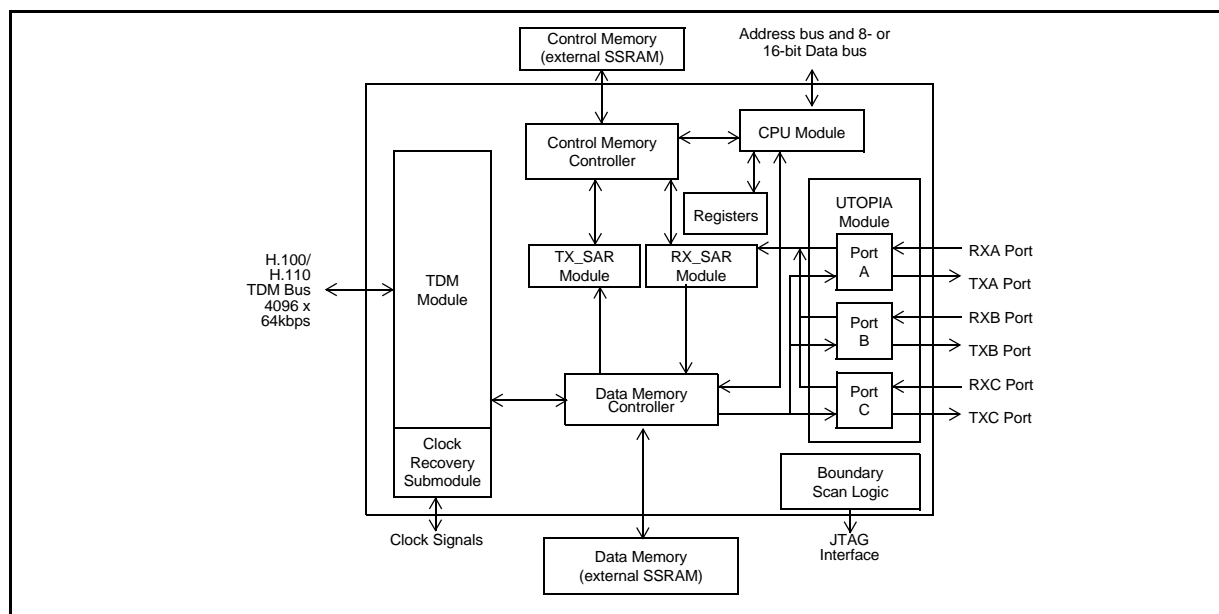 Control Memory
(external SSRAM)
Address bus and 8- or
16-bit Data bus
Control Memory
Controller
CPU Module
Registers
UTOPIA
Module
TX_SAR
Module
RX_SAR
Module
Port
A
RXA Port
TXA Port
H.100/
H.110
TDM Bus
4096 x
64kbps
TDM
Module
Port
B
RXB Port
TXB Port
Data Memory
Controller
Port
C
RXC Port
TXC Port
Clock
Recovery
Submodule
Boundary
Scan Logic
Clock Signals
JTAG
Interface
Data Memory
(external SSRAM)